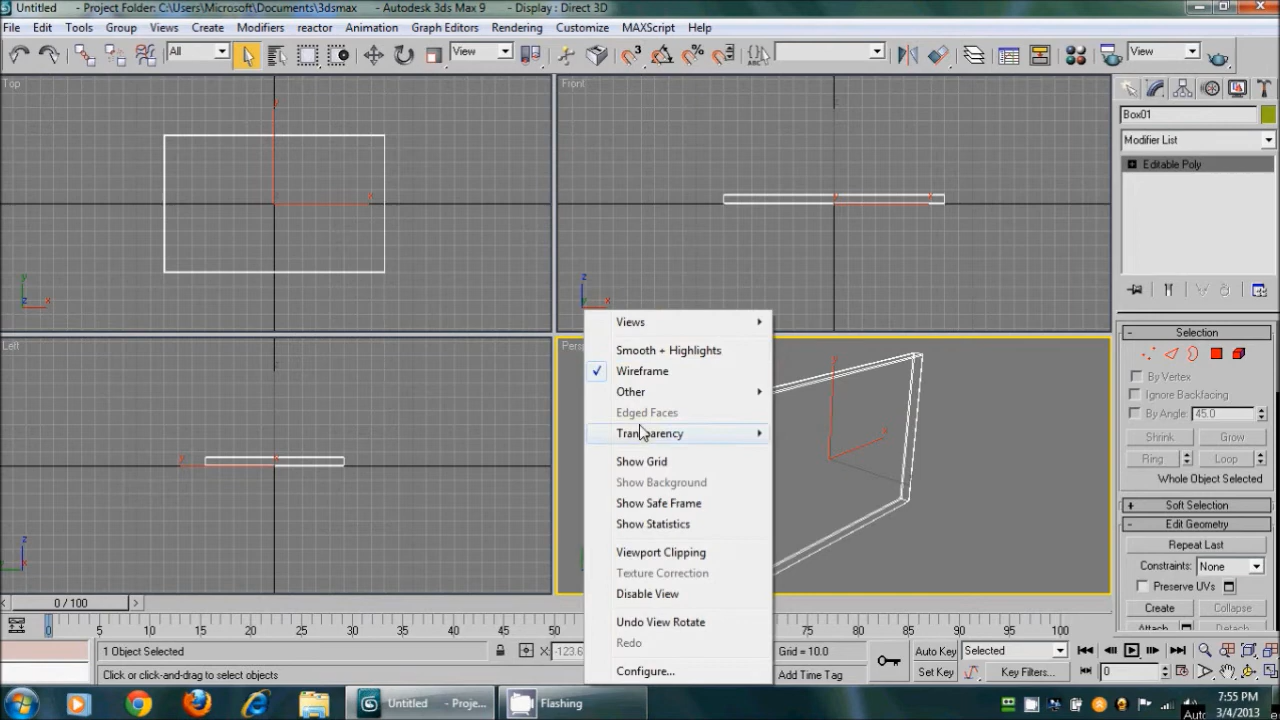 Untitled - Project Folder: C:\Users\Microsoft\Documents\3dsmax - Autodesk 3ds Max 9 - Display : Direct 3D
File Edit Tools Group Views Create Modifiers reactor Animation Graph Editors Rendering Customize MAXScript Help
All View View
Top
Front
Left
Box01
Modifier List
Editable Poly
Views
Smooth + Highlights
Wireframe
Other
Edged Faces
Transparency
Show Grid
Show Background
Show Safe Frame
Show Statistics
Viewport Clipping
Texture Correction
Disable View
Undo View Rotate
Redo
Configure...
Selection
By Vertex
Ignore Backfacing
By Angle: 45.0
Shrink Grow
Ring Loop
Whole Object Selected
Soft Selection
Edit Geometry
Repeat Last
Constraints: None
Preserve UVs
Create Collapse
Attach Detach
0 / 100
0 5 10 15 20 25 30 35 40 45 50 80 85 90 95 100
1 Object Selected X: -123.6 Grid = 10.0 Auto Key Selected
Click or click-and-drag to select objects Add Time Tag Set Key Key Filters... 0
Untitled - Proje... Flashing
7:55 PM
3/4/2013